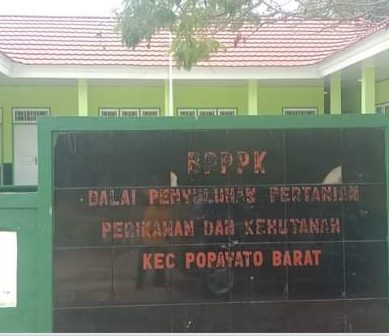 BPPPK
BALAI PENYULUHAN PERTANIAN
PERIKANAN DAN KEHUTANAN
KEC POPAYATO BARAT